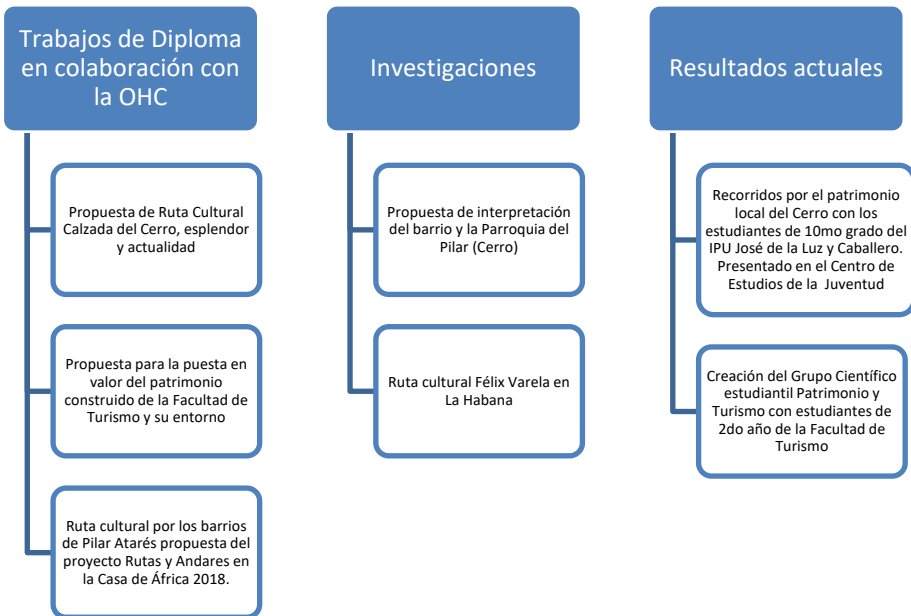 Trabajos de Diploma
en colaboración con
la OHC
Propuesta de Ruta Cultural
Calzada del Cerro, esplendor
y actualidad
Propuesta para la puesta en
valor del patrimonio
construido de la Facultad de
Turismo y su entorno
Ruta cultural por los barrios
de Pilar Atarés propuesta del
proyecto Rutas y Andares en
la Casa de África 2018.
Investigaciones
Propuesta de interpretación
del barrio y la Parroquia del
Pilar (Cerro)
Ruta cultural Félix Varela en
La Habana
Resultados actuales
Recorridos por el patrimonio
local del Cerro con los
estudiantes de 10mo grado del
IPU José de la Luz y Caballero.
Presentado en el Centro de
Estudios de la Juventud
Creación del Grupo Científico
estudiantil Patrimonio y
Turismo con estudiantes de
2do año de la Facultad de
Turismo